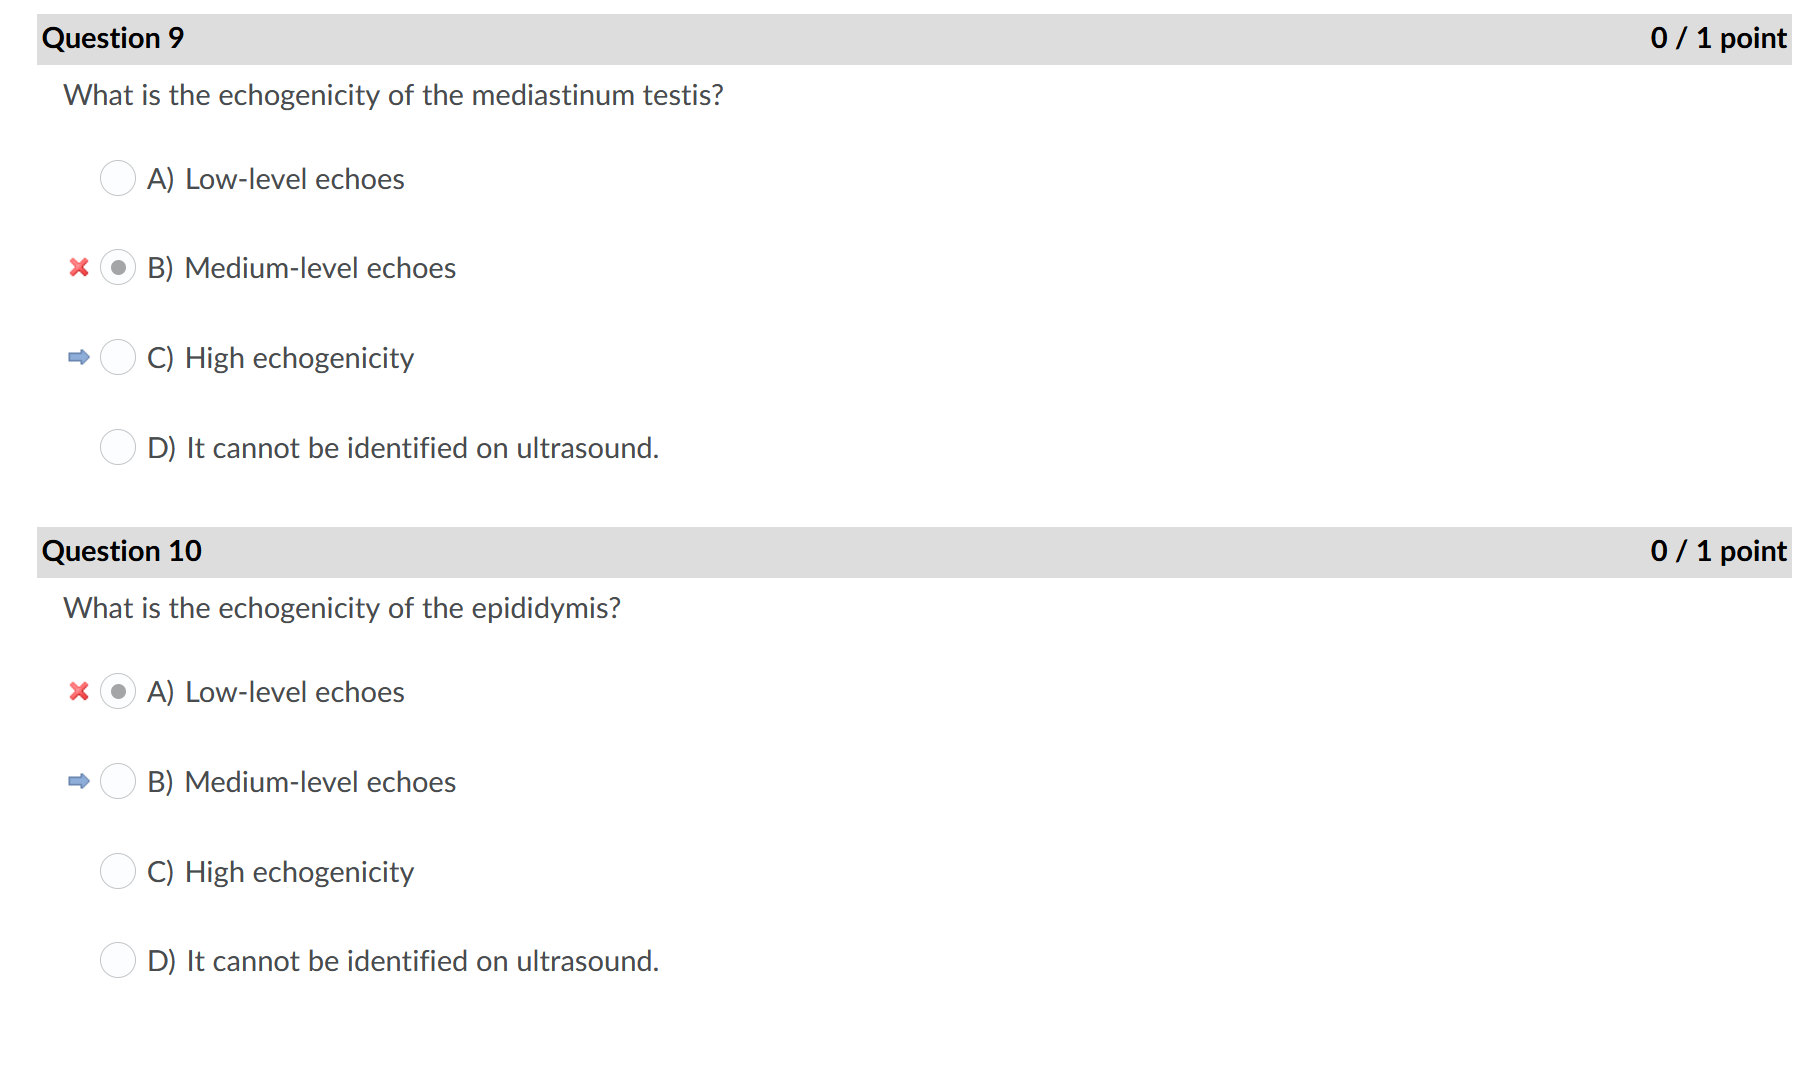 Question 9 0 / 1 point
What is the echogenicity of the mediastinum testis?
A) Low-level echoes
B) Medium-level echoes
C) High echogenicity
D) It cannot be identified on ultrasound.
Question 10 0 / 1 point
What is the echogenicity of the epididymis?
A) Low-level echoes
B) Medium-level echoes
C) High echogenicity
D) It cannot be identified on ultrasound.